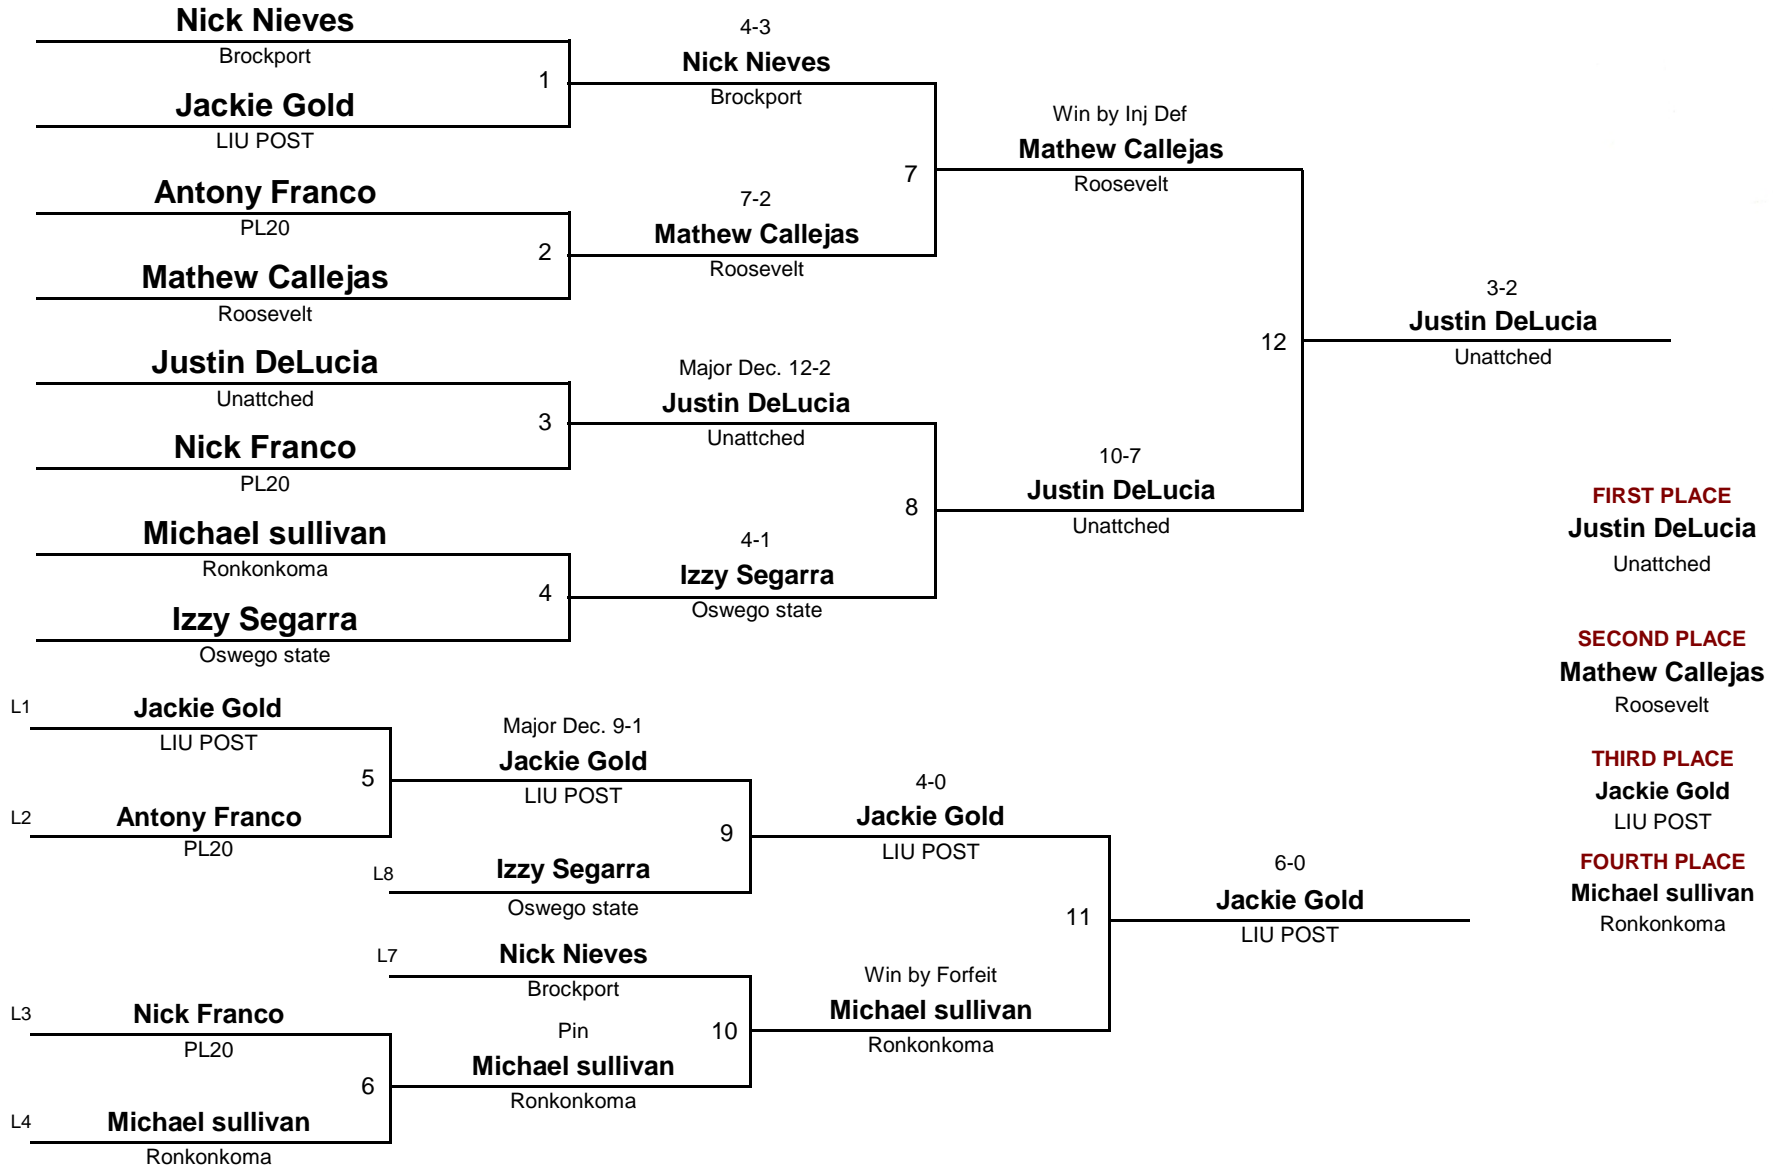 Nick Nieves
Brockport
1
Jackie Gold
LIU POST
4-3
Nick Nieves
Brockport
Antony Franco
PL20
2
Mathew Callejas
Roosevelt
7-2
Mathew Callejas
Roosevelt
7
Win by Inj Def
Mathew Callejas
Roosevelt
Justin DeLucia
Unattched
3
Nick Franco
PL20
Major Dec. 12-2
Justin DeLucia
Unattched
Michael sullivan
Ronkonkoma
4
Izzy Segarra
Oswego state
4-1
Izzy Segarra
Oswego state
8
10-7
Justin DeLucia
Unattched
12
3-2
Justin DeLucia
Unattched
L1
Jackie Gold
LIU POST
5
L2
Antony Franco
PL20
Major Dec. 9-1
Jackie Gold
LIU POST
9
L8
Izzy Segarra
Oswego state
4-0
Jackie Gold
LIU POST
L7
Nick Nieves
Brockport
10
L3
Nick Franco
PL20
6
L4
Michael sullivan
Ronkonkoma
Pin
Michael sullivan
Ronkonkoma
Win by Forfeit
Michael sullivan
Ronkonkoma
11
6-0
Jackie Gold
LIU POST
FIRST PLACE
Justin DeLucia
Unattched
SECOND PLACE
Mathew Callejas
Roosevelt
THIRD PLACE
Jackie Gold
LIU POST
FOURTH PLACE
Michael sullivan
Ronkonkoma